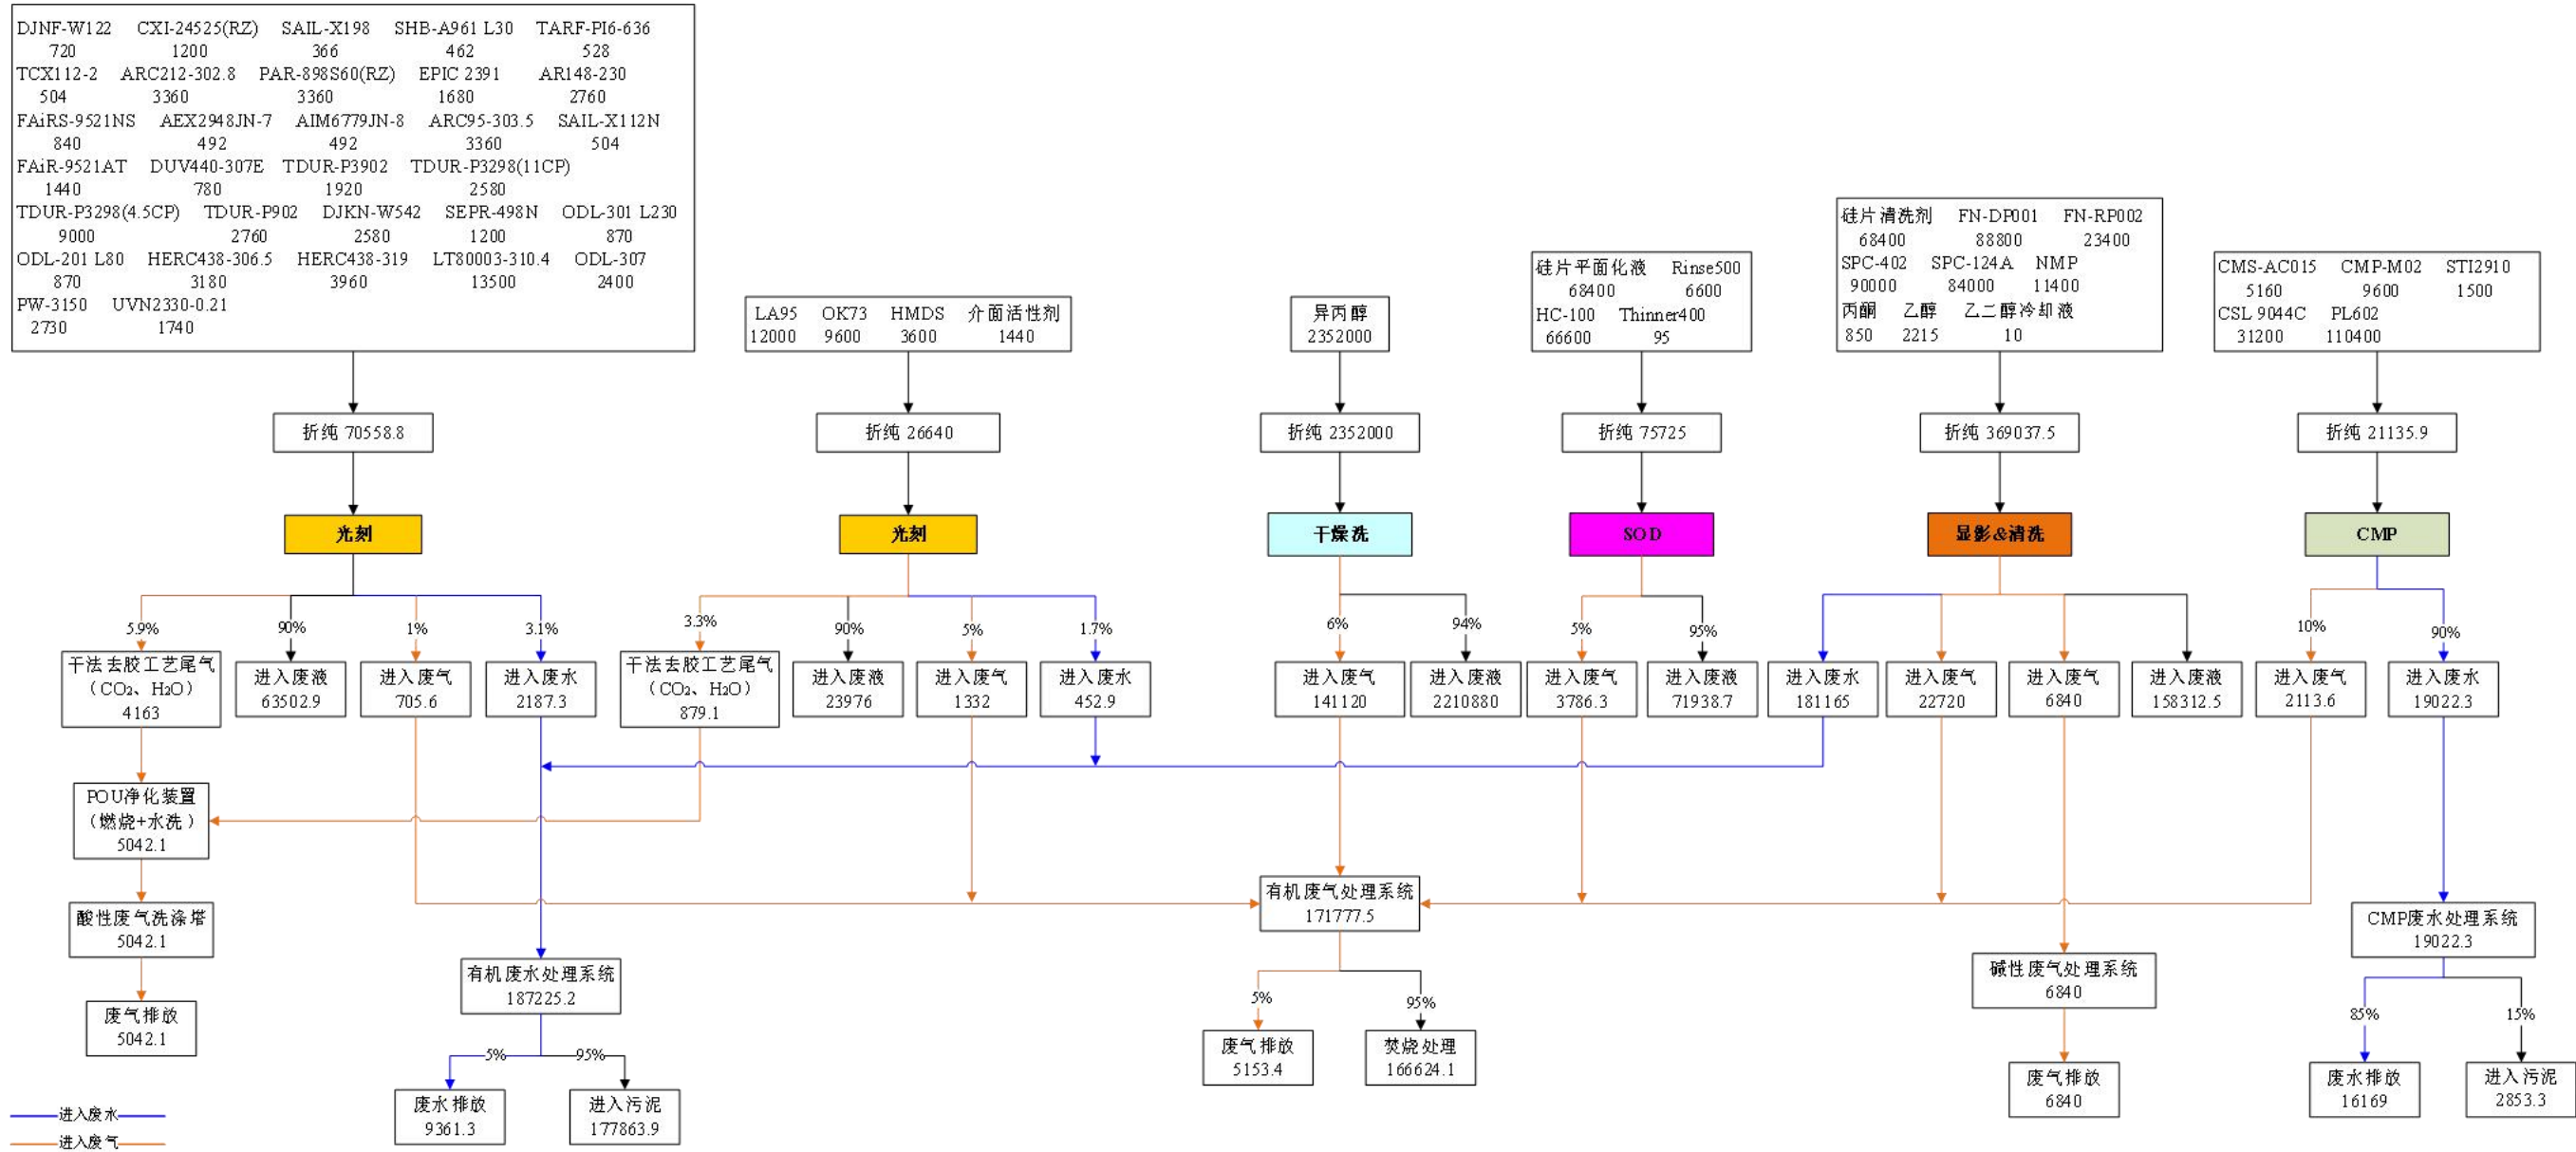 DJNF-W122 CXI-24525(RZ) SAIL-X198 SHB-A961 L30 TARF-PI6-636
720 1200 366 462 528
TCX112-2 ARC212-302.8 PAR-898S60(RZ) EPIC 2391 AR148-230
504 3360 3360 1680 2760
FAiRS-9521NS AEX2948JN-7 AIM6779JN-8 ARC95-303.5 SAIL-X112N
840 492 492 3360 504
FAiR-9521AT DUV440-307E TDUR-P3902 TDUR-P3298(11CP)
1440 780 1920 2580
TDUR-P3298(4.5CP) TDUR-P902 DJKN-W542 SEPR-498N ODL-301 L230
9000 2760 2580 1200 870
ODL-201 L80 HERC438-306.5 HERC438-319 LT80003-310.4 ODL-307
870 3180 3960 13500 2400
PW-3150 UVN2330-0.21
2730 1740
LA95 OK73 HMDS 介面活性剂
12000 9600 3600 1440
异丙醇
2352000
硅片平面化液 Rinse500
68400 6600
HC-100 Thinner400
66600 95
硅片清洗剂 FN-DP001 FN-RP002
68400 88800 23400
SPC-402 SPC-124A NMP
90000 84000 11400
丙酮 乙醇 乙二醇冷却液
850 2215 10
CMS-AC015 CMP-M02 STI2910
5160 9600 1500
CSL 9044C PL602
31200 110400
折纯 70558.8
折纯 26640
折纯 2352000
折纯 75725
折纯 369037.5
折纯 21135.9
光刻
光刻
干燥洗
SOD
显影&清洗
CMP
5.9% 90% 1% 3.1%
3.3% 90% 5% 1.7%
6% 94%
5% 95%
10% 90%
干法去胶工艺尾气
（CO₂、H₂O）
4163
进入废液
63502.9
进入废气
705.6
进入废水
2187.3
干法去胶工艺尾气
（CO₂、H₂O）
879.1
进入废液
23976
进入废气
1332
进入废水
452.9
进入废气
141120
进入废液
2210880
进入废气
3786.3
进入废液
71938.7
进入废水
181165
进入废气
22720
进入废气
6840
进入废液
158312.5
进入废气
2113.6
进入废水
19022.3
POU净化装置
（燃烧+水洗）
5042.1
酸性废气洗涤塔
5042.1
废气排放
5042.1
有机废水处理系统
187225.2
5% 95%
废水排放
9361.3
进入污泥
177863.9
有机废气处理系统
171777.5
5% 95%
废气排放
5153.4
焚烧处理
166624.1
碱性废气处理系统
6840
废气排放
6840
CMP废水处理系统
19022.3
85% 15%
废水排放
16169
进入污泥
2853.3
进入废水
进入废气